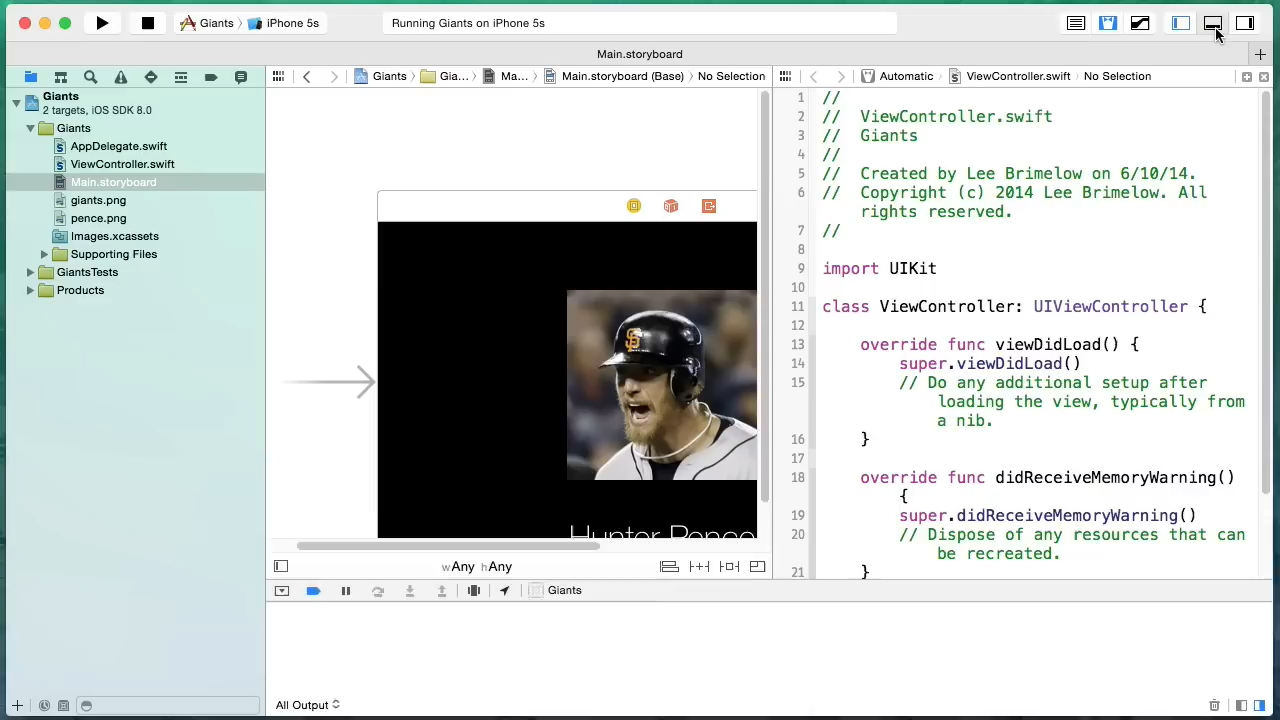 Giants 〉 iPhone 5s
Running Giants on iPhone 5s
Main.storyboard
Giants
2 targets, iOS SDK 8.0
Giants
AppDelegate.swift
ViewController.swift
Main.storyboard
giants.png
pence.png
Images.xcassets
Supporting Files
GiantsTests
Products
Giants 〉 Gia... 〉 Ma... 〉 Main.storyboard (Base) 〉 No Selection
SF
Hunter Pence
wAny hAny
Automatic 〉 ViewController.swift 〉 No Selection
1 //
2 //  ViewController.swift
3 //  Giants
4 //
5 //  Created by Lee Brimelow on 6/10/14.
6 //  Copyright (c) 2014 Lee Brimelow. All
rights reserved.
7 //
8
9 import UIKit
10
11 class ViewController: UIViewController {
12
13 override func viewDidLoad() {
14 super.viewDidLoad()
15 // Do any additional setup after
loading the view, typically from
a nib.
16 }
17
18 override func didReceiveMemoryWarning()
{
19 super.didReceiveMemoryWarning()
20 // Dispose of any resources that can
be recreated.
21 }
Giants
All Output